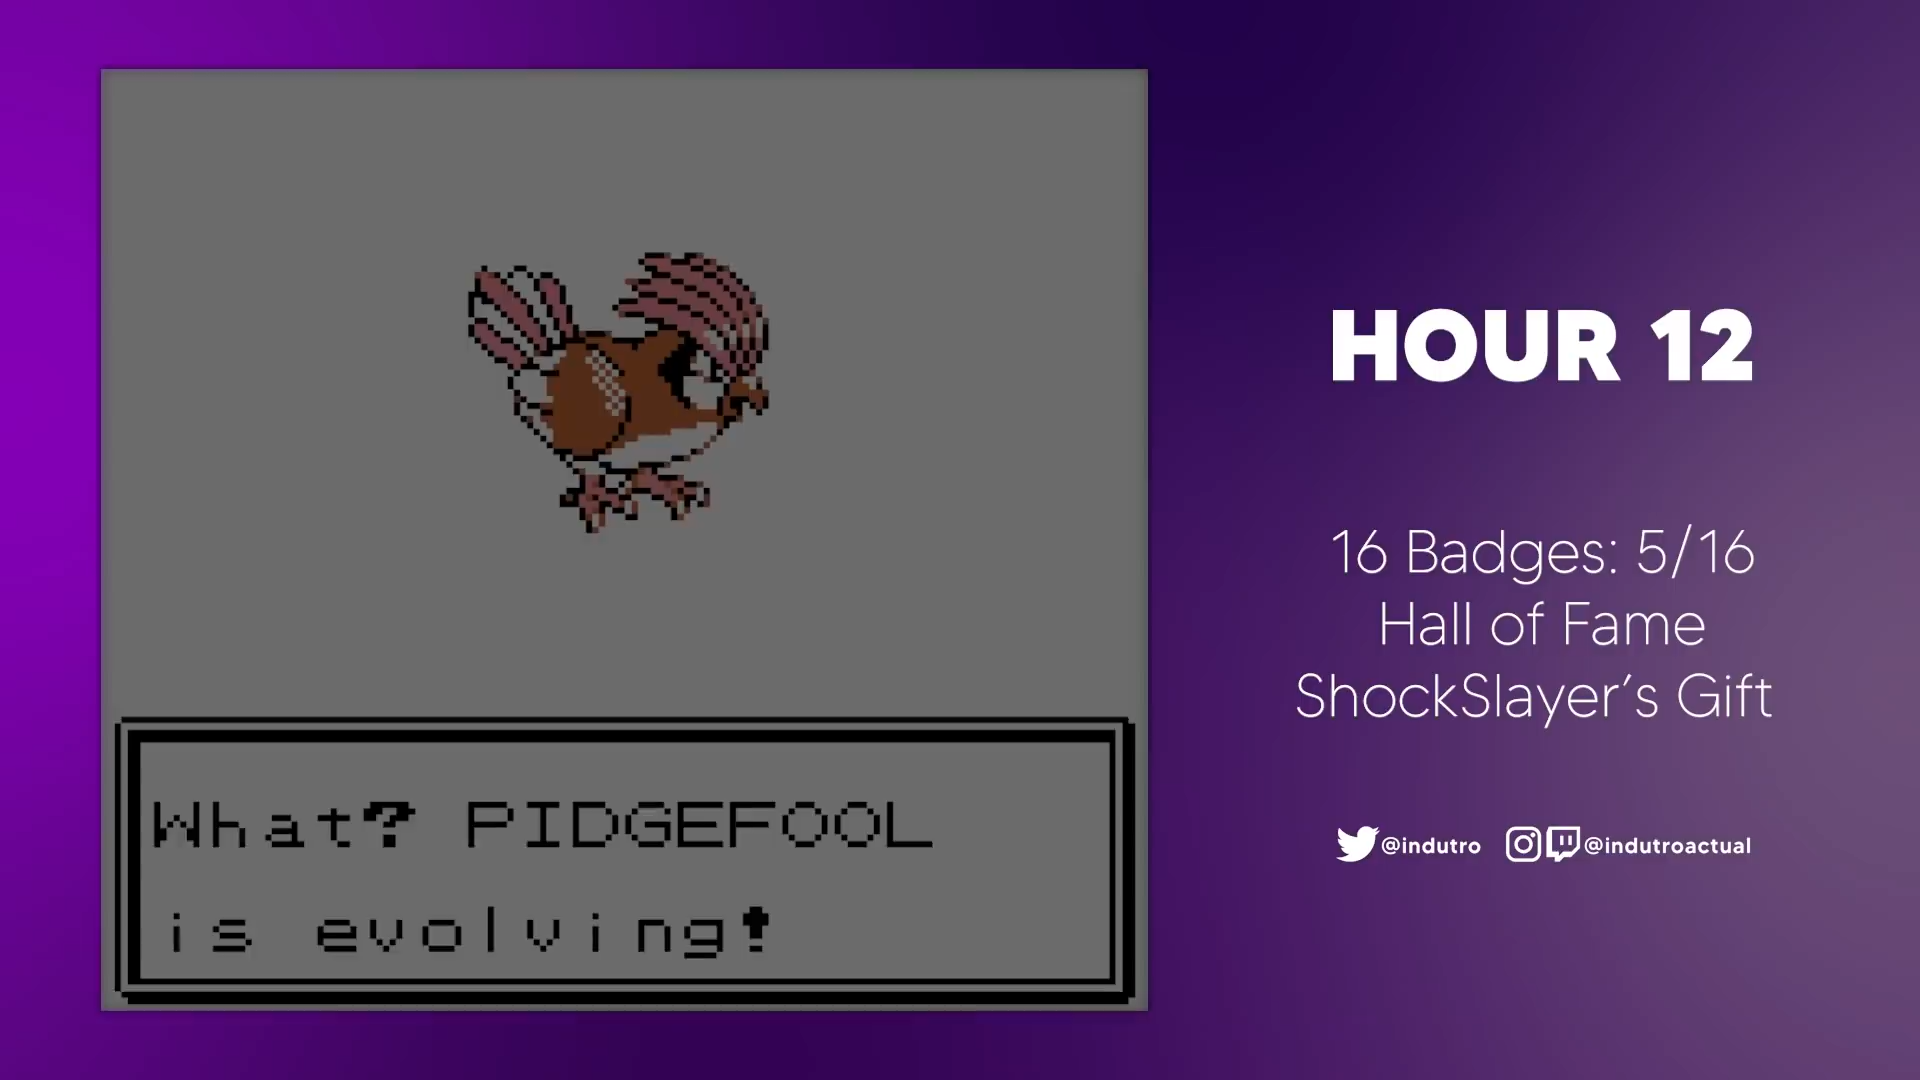 What? PIDGEFOOL
is evolving!
HOUR 12
16 Badges: 5/16
Hall of Fame
ShockSlayer’s Gift
@indutro @indutroactual